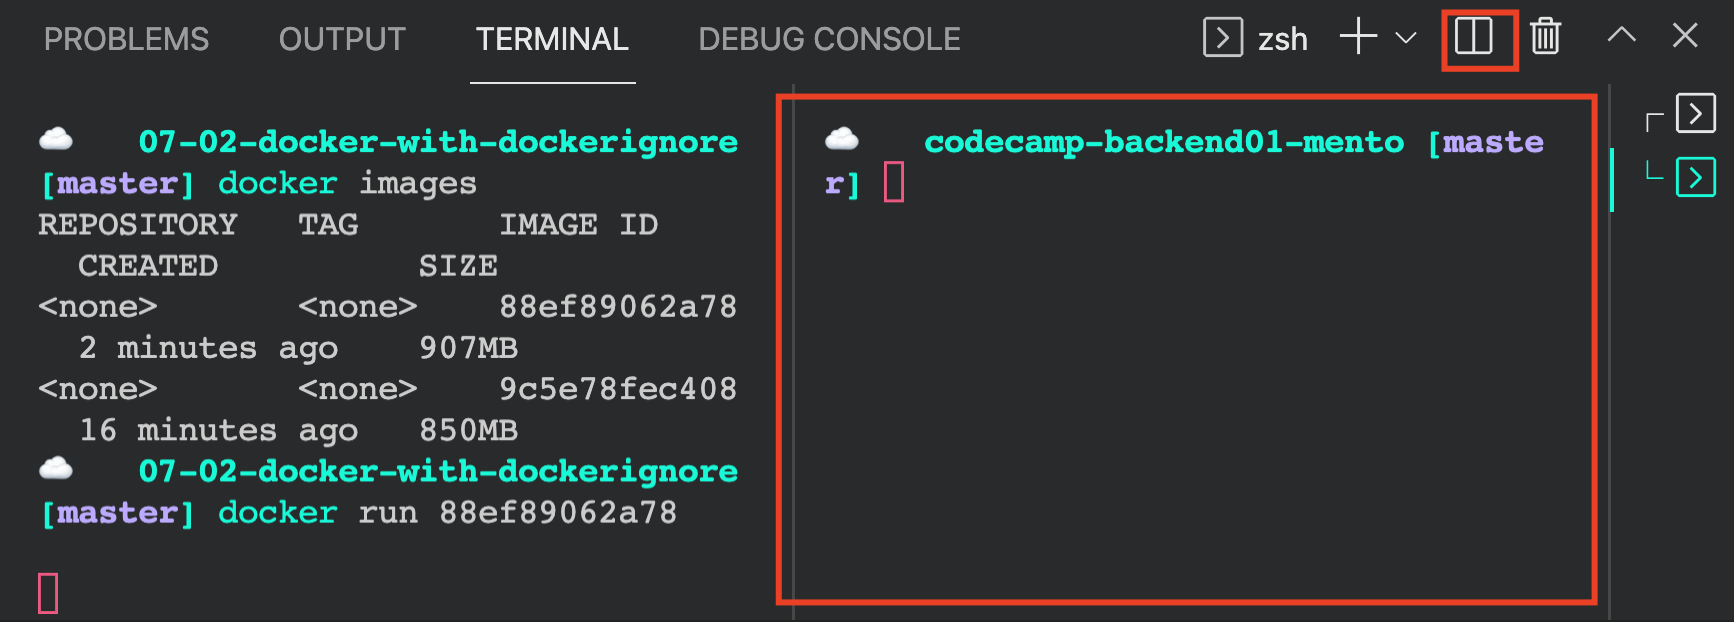 PROBLEMS OUTPUT TERMINAL DEBUG CONSOLE zsh
07-02-docker-with-dockerignore
[master] docker images
REPOSITORY TAG IMAGE ID
CREATED SIZE
<none> <none> 88ef89062a78
2 minutes ago 907MB
<none> <none> 9c5e78fec408
16 minutes ago 850MB
07-02-docker-with-dockerignore
[master] docker run 88ef89062a78
codecamp-backend01-mento [maste
r]